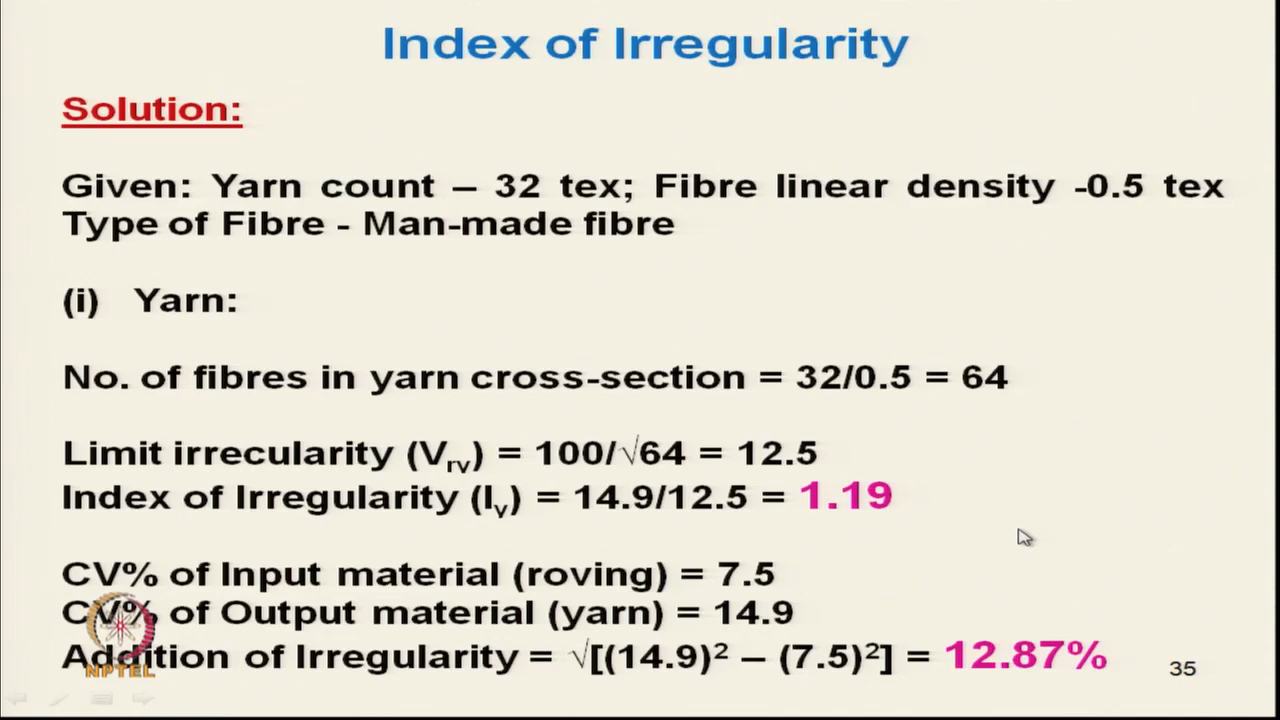 Index of Irregularity
Solution:
Given: Yarn count – 32 tex; Fibre linear density -0.5 tex
Type of Fibre - Man-made fibre
(i) Yarn:
No. of fibres in yarn cross-section = 32/0.5 = 64
Limit irrecularity (Vrv) = 100/√64 = 12.5
Index of Irregularity (Iv) = 14.9/12.5 = 1.19
CV% of Input material (roving) = 7.5
CV% of Output material (yarn) = 14.9
Addition of Irregularity = √[(14.9)² – (7.5)²] = 12.87%
NPTEL
35